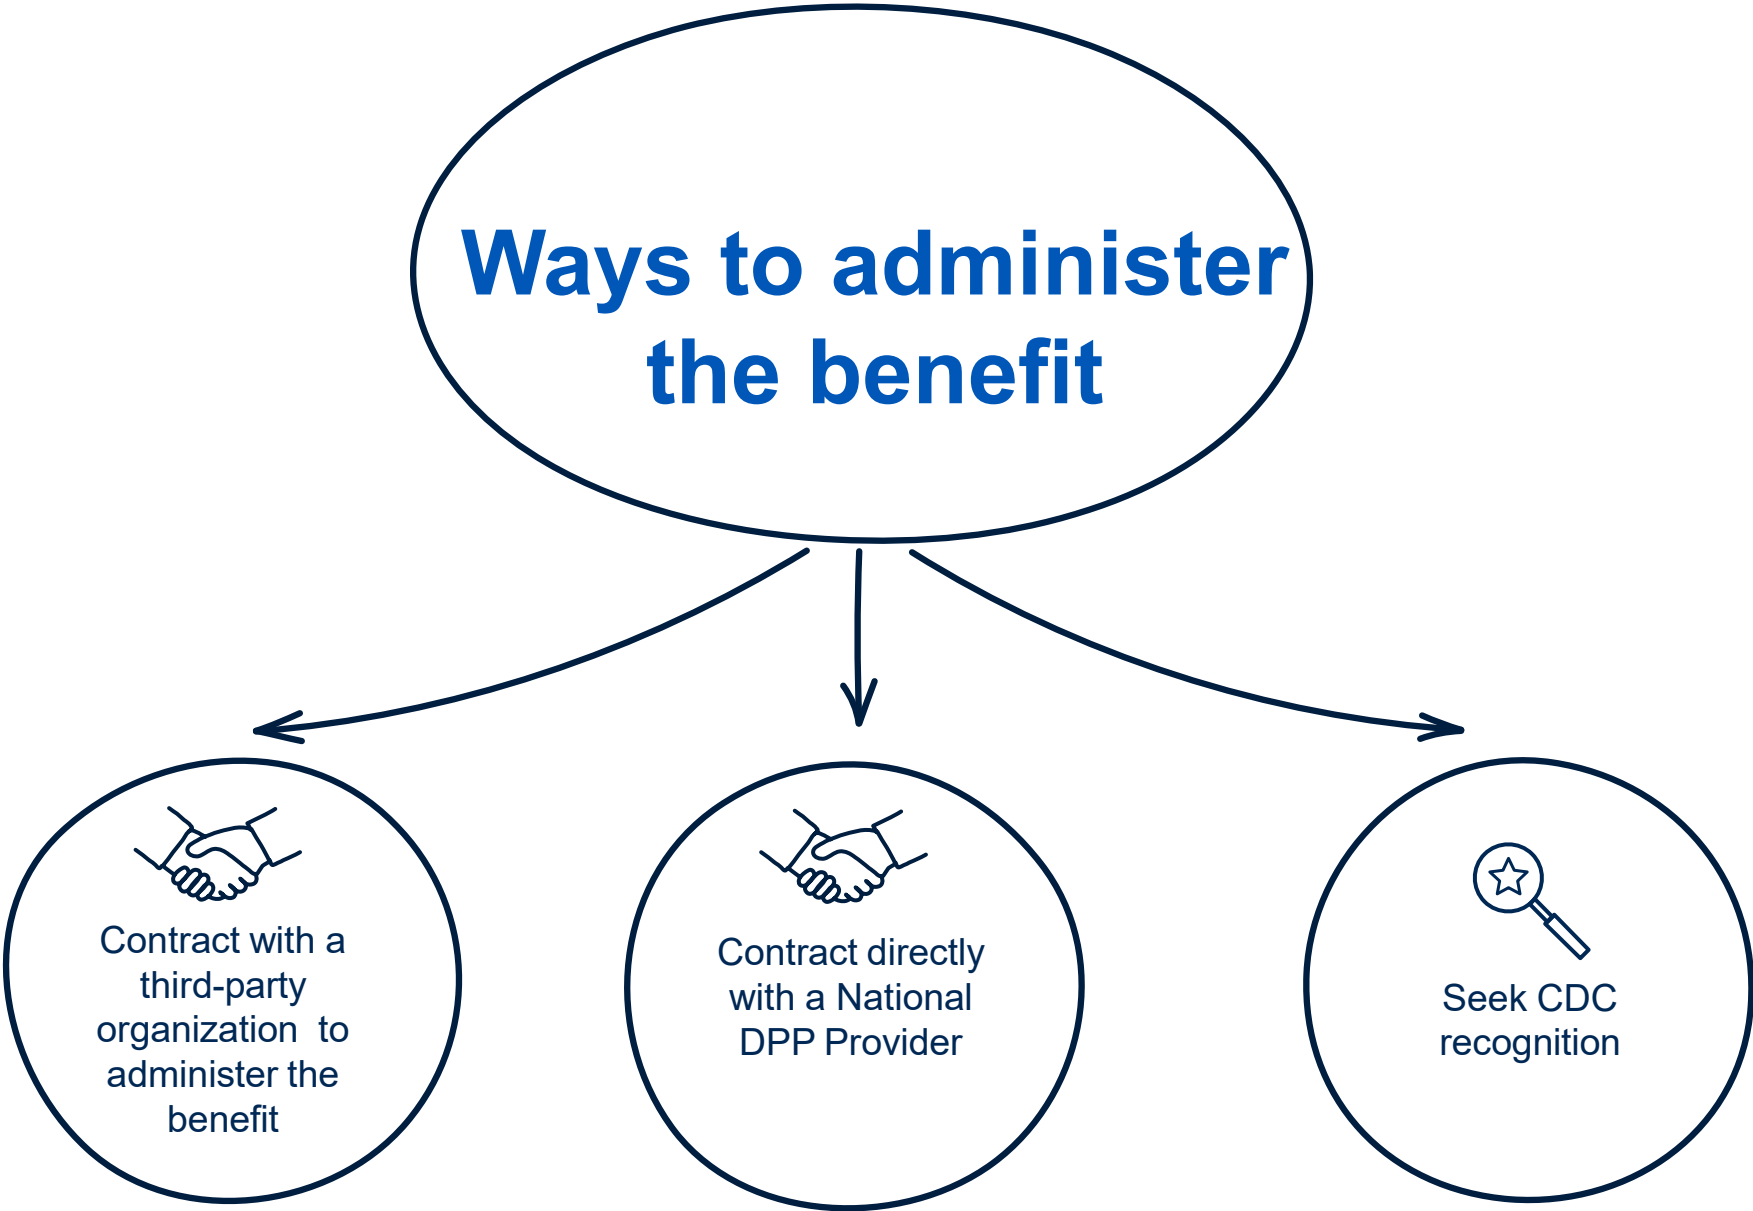 Ways to administer
the benefit
Contract with a
third-party
organization to
administer the
benefit
Contract directly
with a National
DPP Provider
Seek CDC
recognition